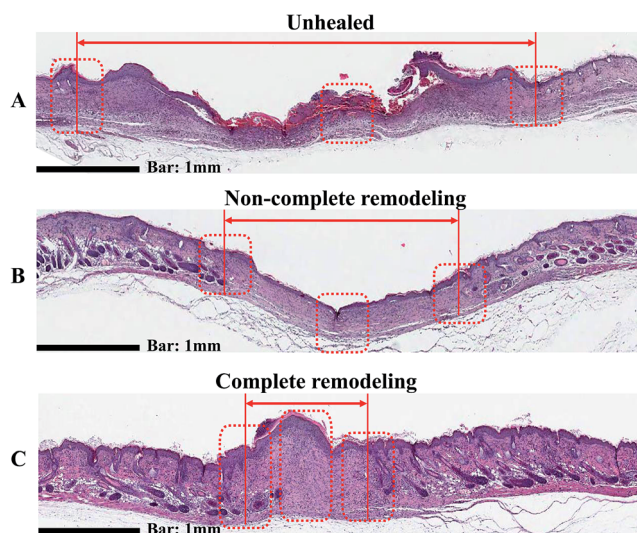 Unhealed
A
Bar: 1mm
Non-complete remodeling
B
Bar: 1mm
Complete remodeling
C
Bar: 1mm